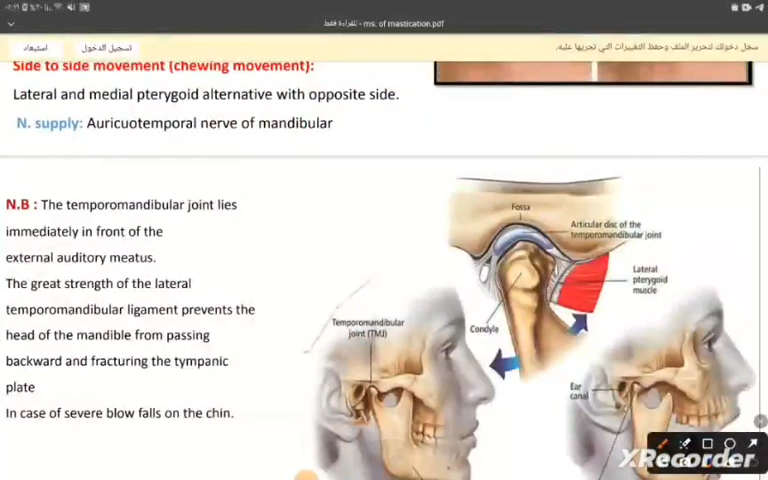 ms. of mastication.pdf - للقراءة فقط
سجّل دخولك لتحرير الملف وحفظ التغييرات التي تجريها عليه.
تسجيل الدخول
استبعاد
Side to side movement (chewing movement):
Lateral and medial pterygoid alternative with opposite side.
N. supply: Auricuotemporal nerve of mandibular
N.B : The temporomandibular joint lies
immediately in front of the
external auditory meatus.
The great strength of the lateral
temporomandibular ligament prevents the
head of the mandible from passing
backward and fracturing the tympanic
plate
In case of severe blow falls on the chin.
Fossa
Articular disc of the
temporomandibular joint
Lateral
pterygoid
muscle
Condyle
Temporomandibular
joint (TMJ)
Ear
canal
XRecorder